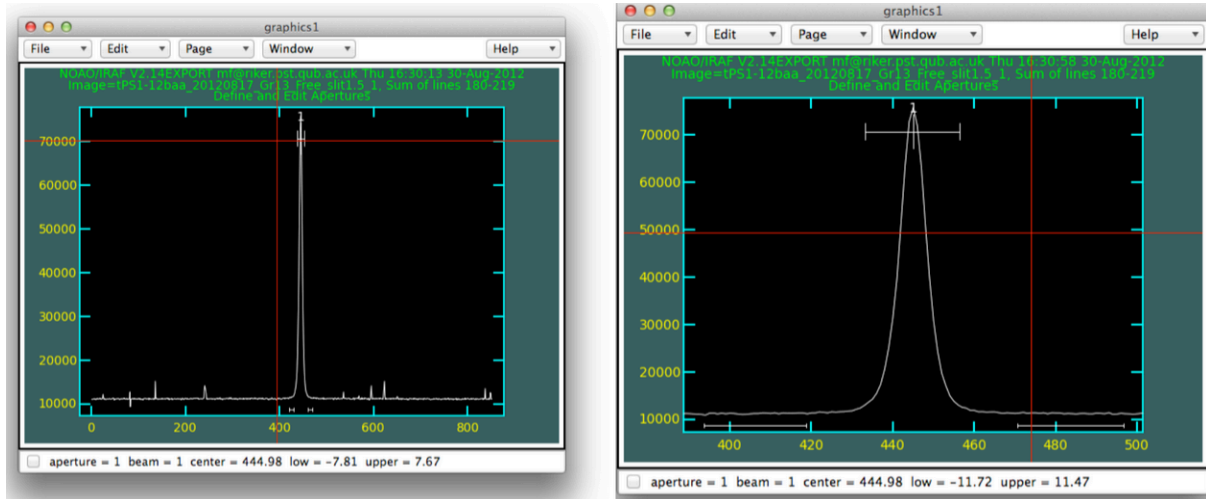 graphics1
File Edit Page Window Help
NOAO/IRAF V2.14EXPORT mf@riker.pst.qub.ac.uk Thu 16:30:13 30-Aug-2012
Image=tPS1-12baa_20120817_Gr13_Free_slit1.5_1, Sum of lines 180-219
Define and Edit Apertures
1
70000
60000
50000
40000
30000
20000
10000
0 200 400 600 800
aperture = 1 beam = 1 center = 444.98 low = -7.81 upper = 7.67
graphics1
File Edit Page Window Help
NOAO/IRAF V2.14EXPORT mf@riker.pst.qub.ac.uk Thu 16:30:58 30-Aug-2012
Image=tPS1-12baa_20120817_Gr13_Free_slit1.5_1, Sum of lines 180-219
Define and Edit Apertures
1
70000
60000
50000
40000
30000
20000
10000
400 420 440 460 480 500
aperture = 1 beam = 1 center = 444.98 low = -11.72 upper = 11.47